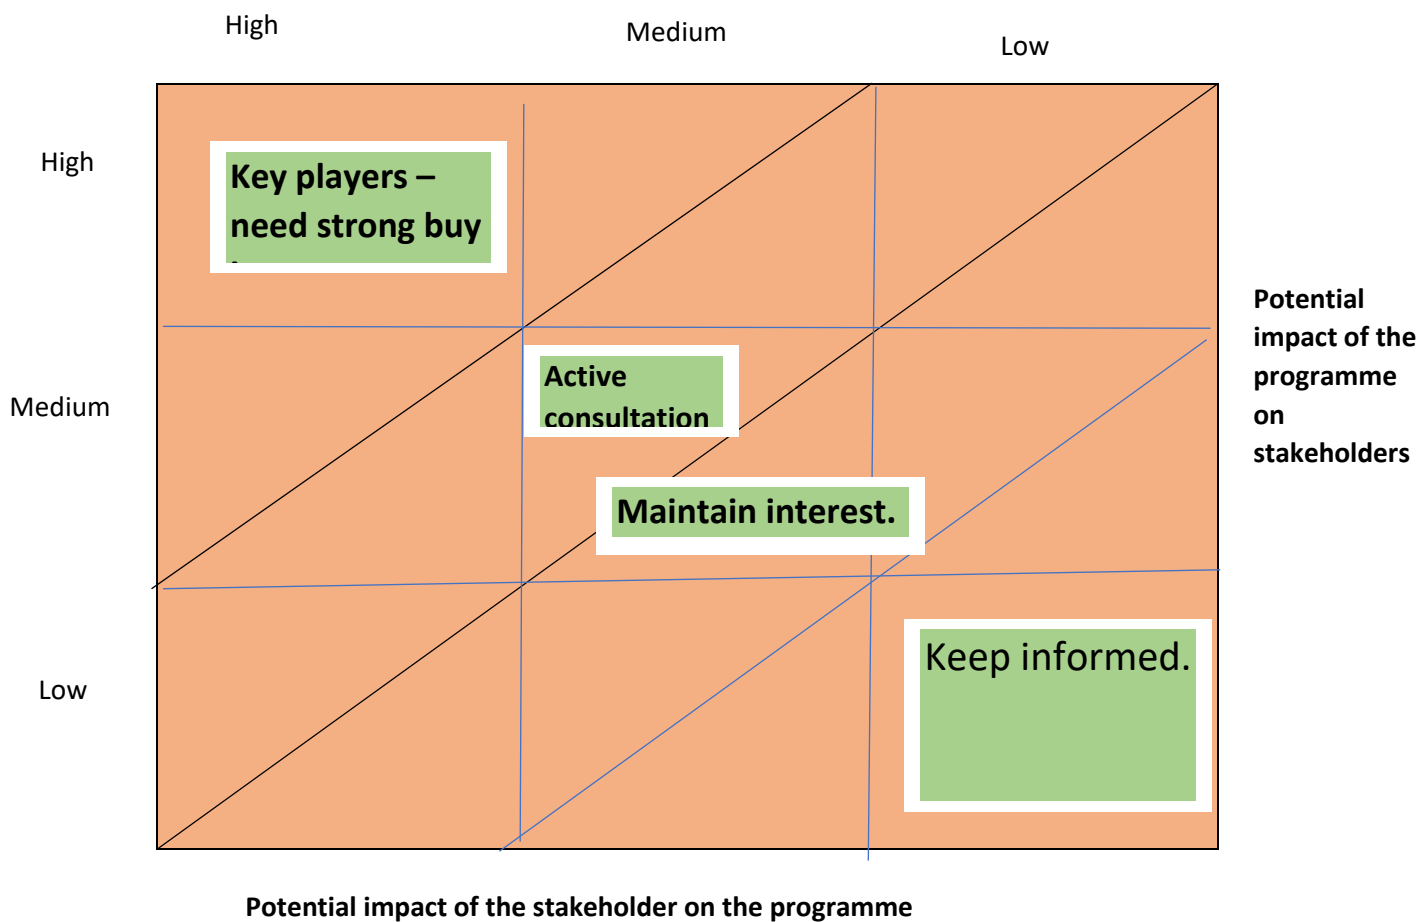 High
Medium
Low
High
Key players –
need strong buy
Potential
impact of the
programme
on
stakeholders
Medium
Active
consultation
Maintain interest.
Low
Keep informed.
Potential impact of the stakeholder on the programme